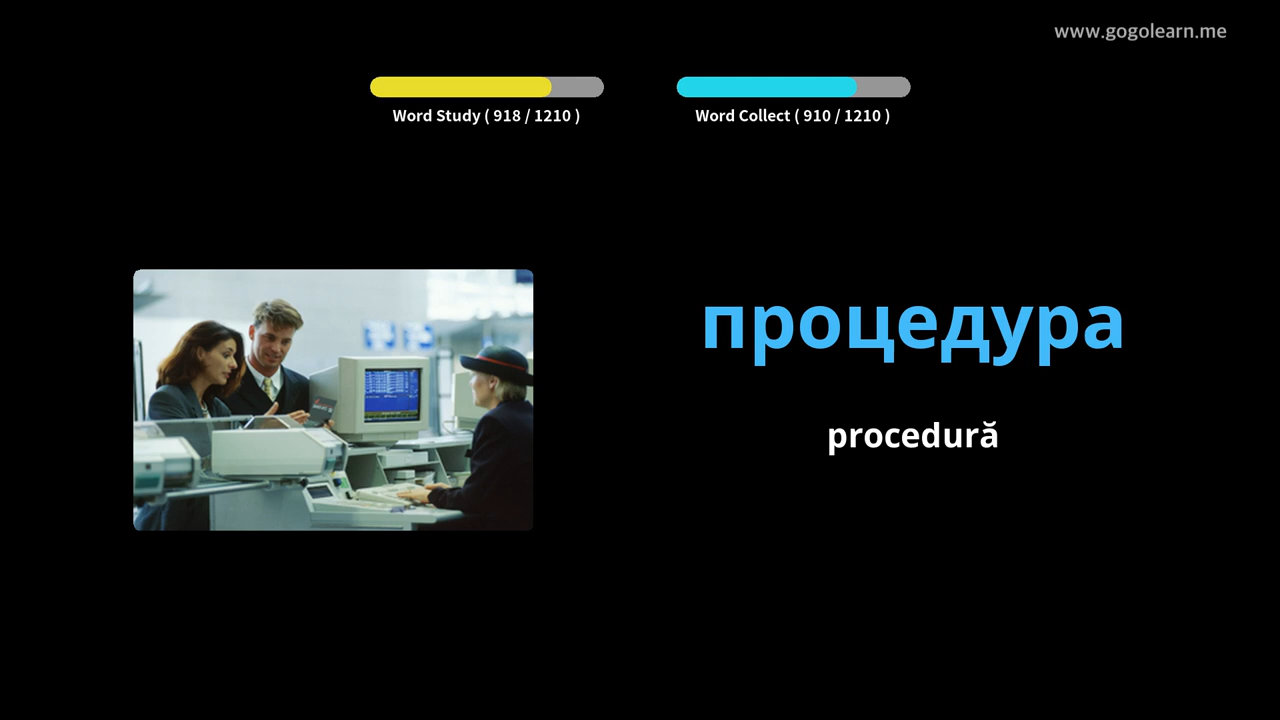 www.gogolearn.me
Word Study ( 918 / 1210 )
Word Collect ( 910 / 1210 )
процедура
procedură